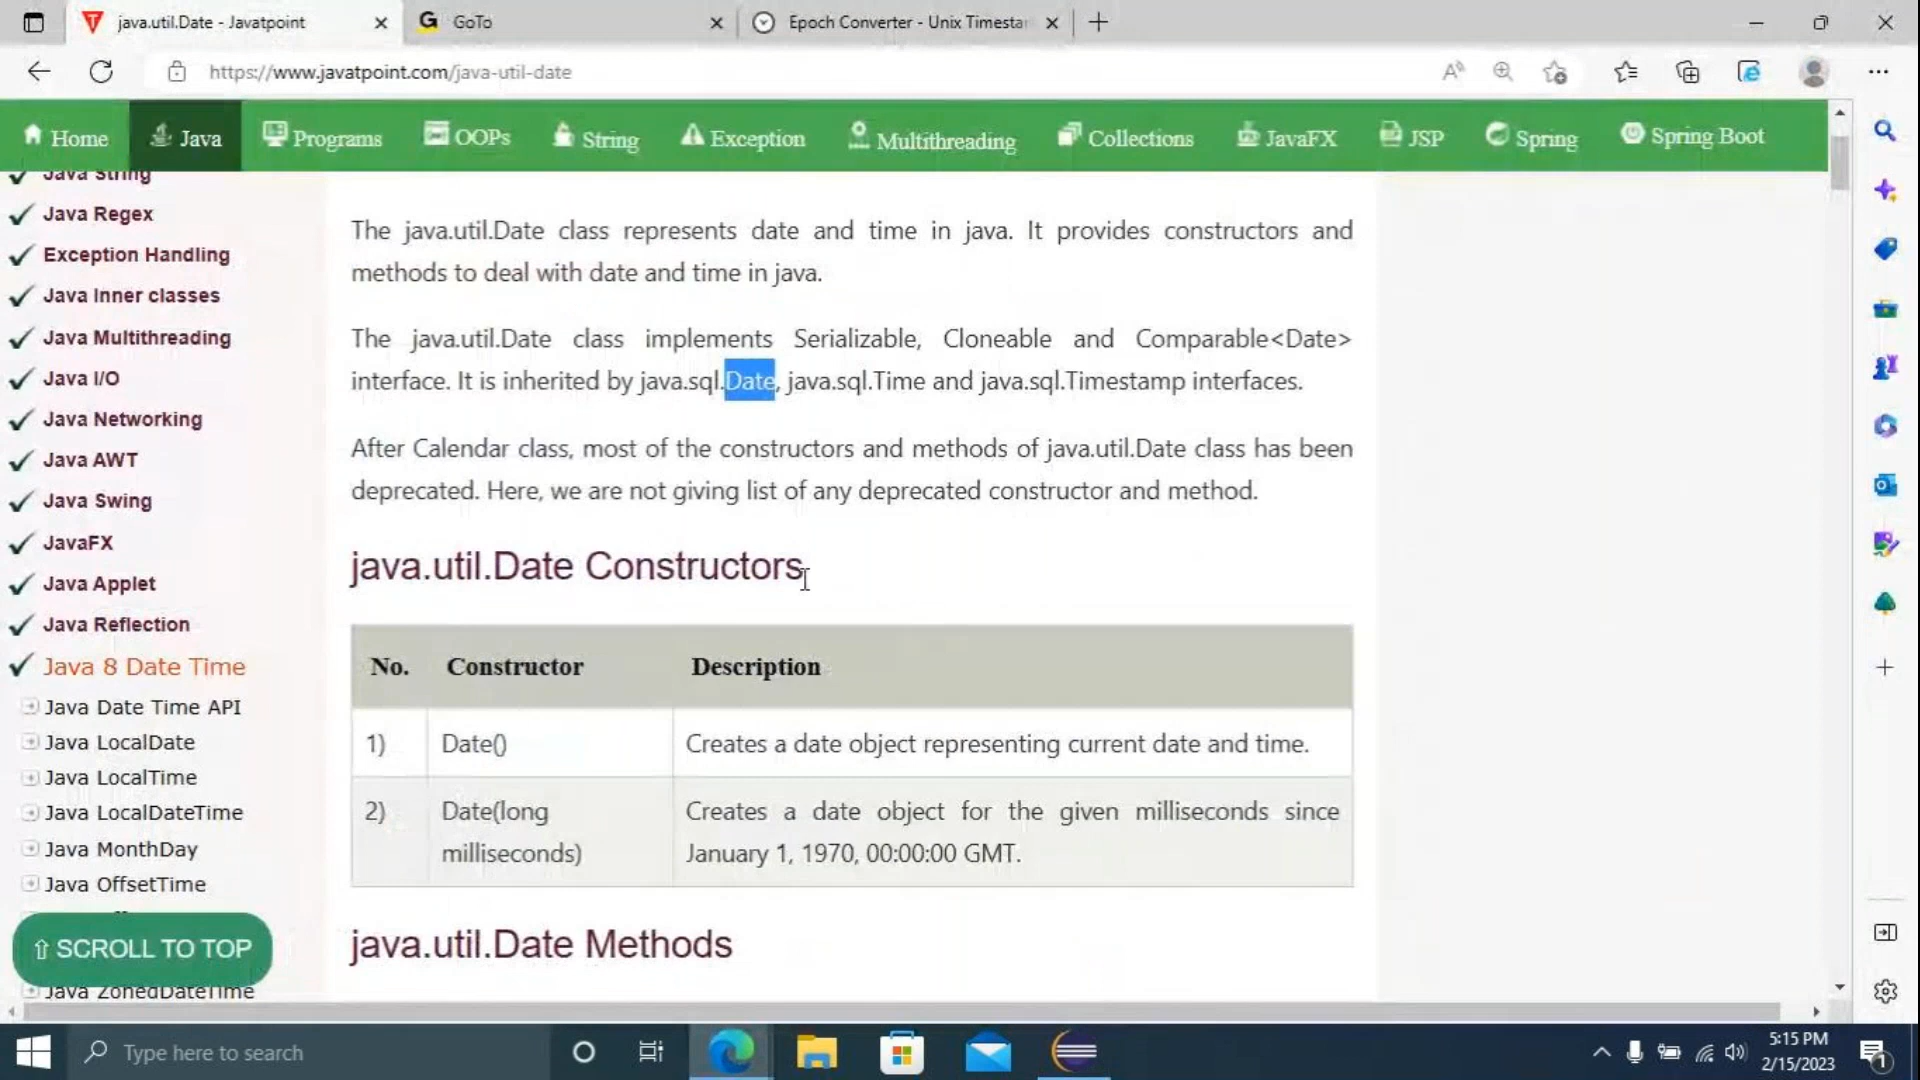 java.util.Date - Javatpoint
GoTo
Epoch Converter - Unix Timestar
https://www.javatpoint.com/java-util-date
Home
Java
Programs
OOPs
String
Exception
Multithreading
Collections
JavaFX
JSP
Spring
Spring Boot
Java String
Java Regex
Exception Handling
Java Inner classes
Java Multithreading
Java I/O
Java Networking
Java AWT
Java Swing
JavaFX
Java Applet
Java Reflection
Java 8 Date Time
Java Date Time API
Java LocalDate
Java LocalTime
Java LocalDateTime
Java MonthDay
Java OffsetTime
SCROLL TO TOP
Java ZonedDateTime
The java.util.Date class represents date and time in java. It provides constructors and
methods to deal with date and time in java.
The java.util.Date class implements Serializable, Cloneable and Comparable<Date>
interface. It is inherited by java.sql.Date, java.sql.Time and java.sql.Timestamp interfaces.
After Calendar class, most of the constructors and methods of java.util.Date class has been
deprecated. Here, we are not giving list of any deprecated constructor and method.
java.util.Date Constructors
No. Constructor Description
1) Date() Creates a date object representing current date and time.
2) Date(long Creates a date object for the given milliseconds since
milliseconds) January 1, 1970, 00:00:00 GMT.
java.util.Date Methods
Type here to search
5:15 PM
2/15/2023
1